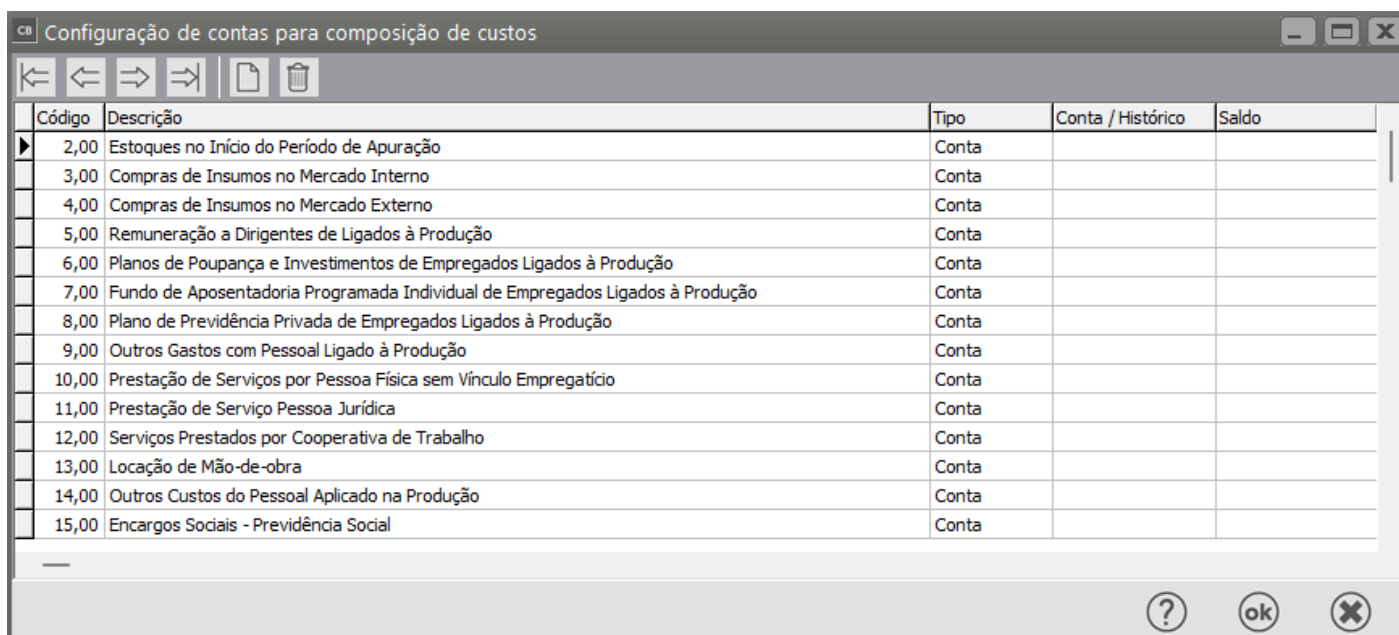 CB Configuração de contas para composição de custos
Código Descrição Tipo Conta / Histórico Saldo
2,00 Estoques no Início do Período de Apuração Conta
3,00 Compras de Insumos no Mercado Interno Conta
4,00 Compras de Insumos no Mercado Externo Conta
5,00 Remuneração a Dirigentes de Ligados à Produção Conta
6,00 Planos de Poupança e Investimentos de Empregados Ligados à Produção Conta
7,00 Fundo de Aposentadoria Programada Individual de Empregados Ligados à Produção Conta
8,00 Plano de Previdência Privada de Empregados Ligados à Produção Conta
9,00 Outros Gastos com Pessoal Ligado à Produção Conta
10,00 Prestação de Serviços por Pessoa Física sem Vínculo Empregatício Conta
11,00 Prestação de Serviço Pessoa Jurídica Conta
12,00 Serviços Prestados por Cooperativa de Trabalho Conta
13,00 Locação de Mão-de-obra Conta
14,00 Outros Custos do Pessoal Aplicado na Produção Conta
15,00 Encargos Sociais - Previdência Social Conta
? ok